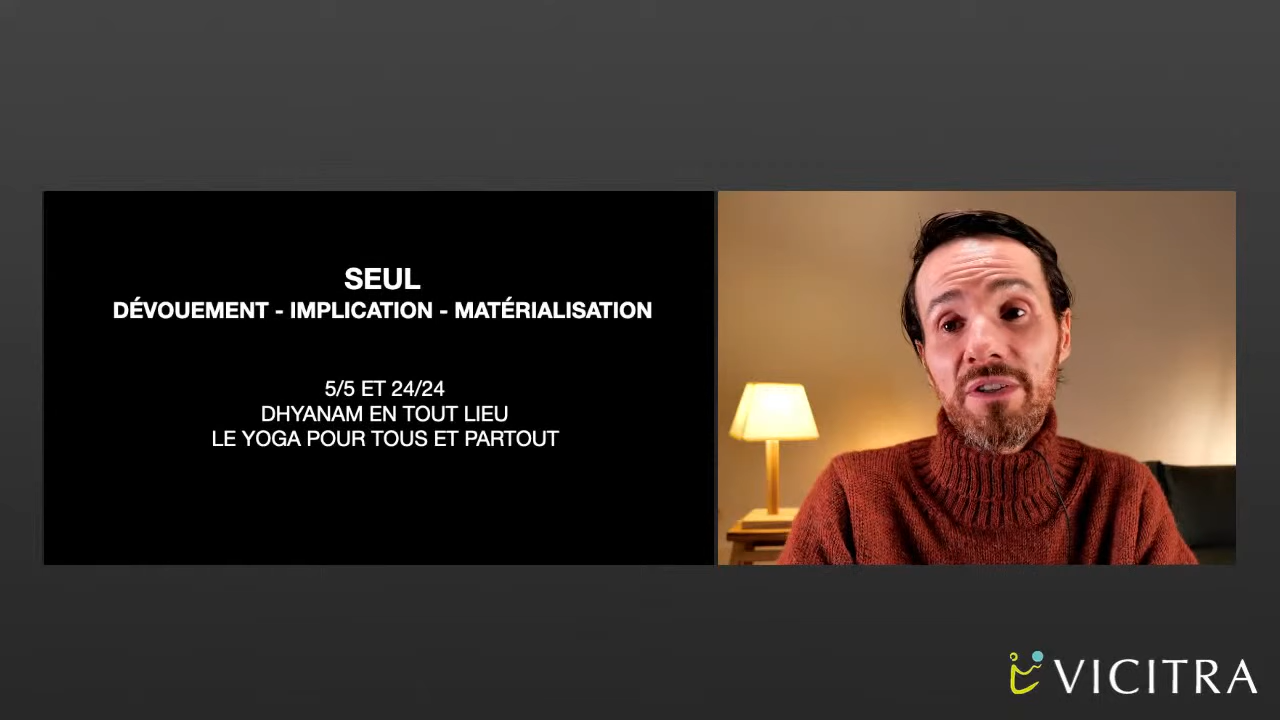 SEUL
DÉVOUEMENT - IMPLICATION - MATÉRIALISATION
5/5 ET 24/24
DHYANAM EN TOUT LIEU
LE YOGA POUR TOUS ET PARTOUT
VICITRA